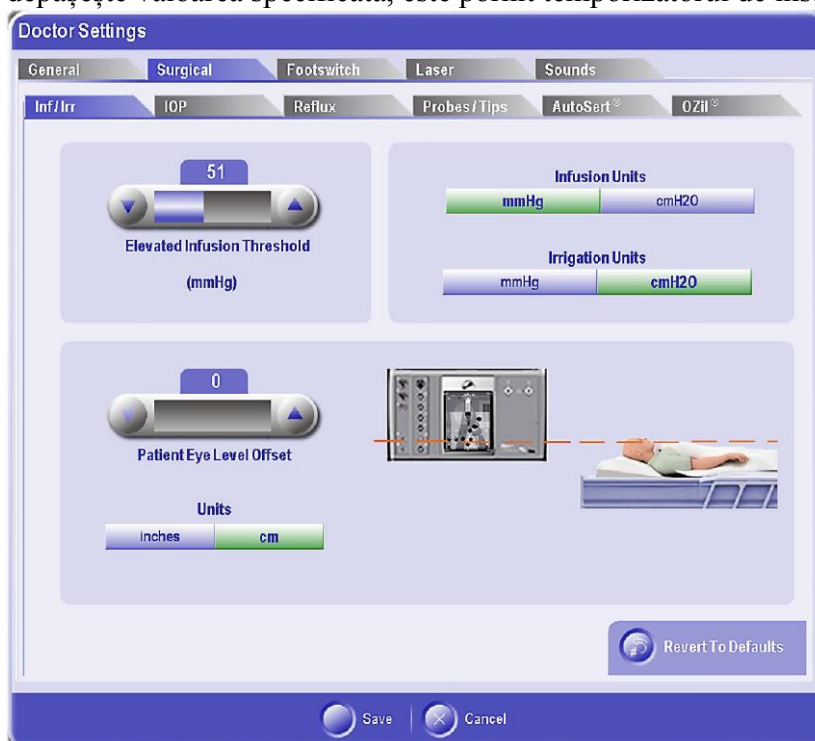 depășește valoarea specificată, este pornit temporizatorul de
Doctor Settings
General Surgical Footswitch Laser Sounds
Inf/Irr IOP Reflux Probes/Tips AutoSert® OZil®
51
Elevated Infusion Threshold
(mmHg)
Infusion Units
mmHg cmH2O
Irrigation Units
mmHg cmH2O
0
Patient Eye Level Offset
Units
inches cm
Revert To Defaults
Save Cancel